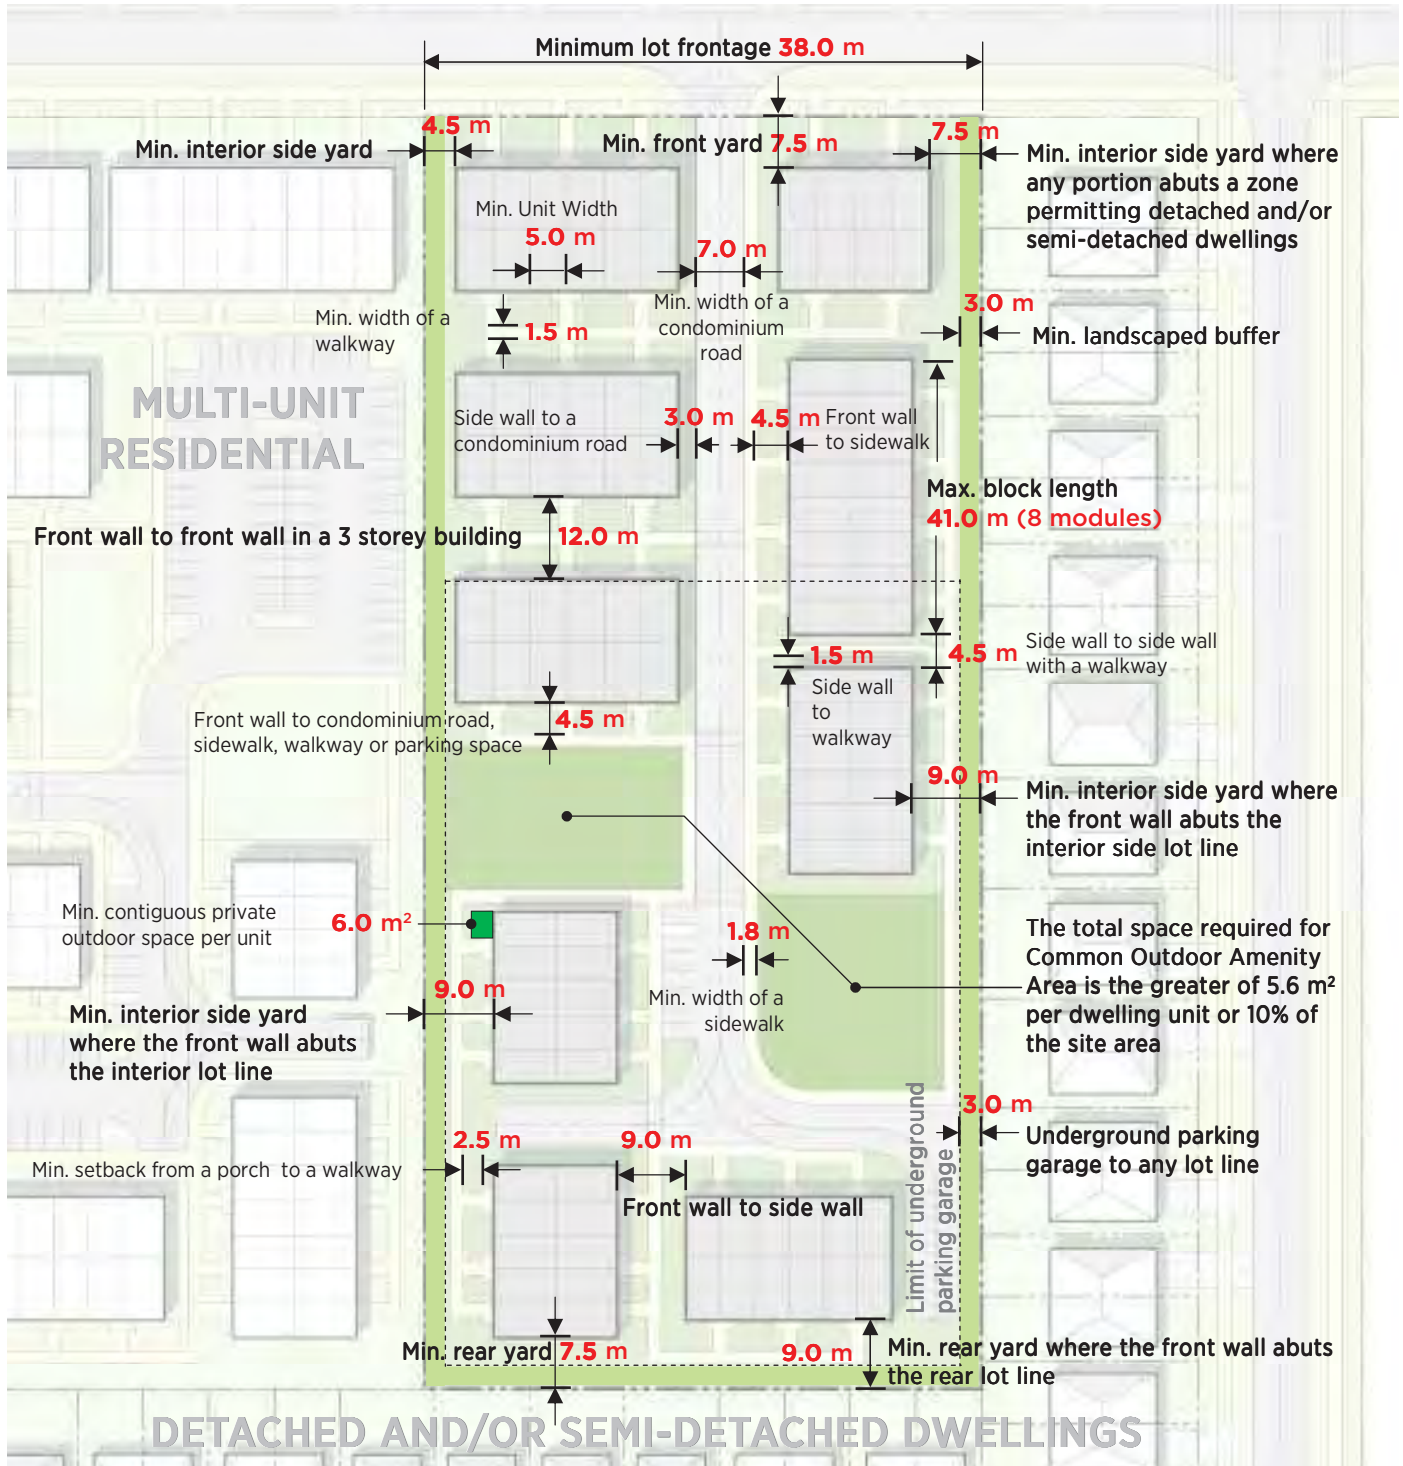 Minimum lot frontage 38.0 m
4.5 m
Min. interior side yard
Min. front yard 7.5 m
7.5 m
Min. interior side yard where
any portion abuts a zone
permitting detached and/or
semi-detached dwellings
Min. Unit Width
5.0 m
7.0 m
Min. width of a
condominium
road
Min. width of a
walkway
1.5 m
3.0 m
Min. landscaped buffer
MULTI-UNIT
RESIDENTIAL
Side wall to a
condominium road
3.0 m
4.5 m
Front wall
to sidewalk
Max. block length
41.0 m (8 modules)
Front wall to front wall in a 3 storey building
12.0 m
1.5 m
Side wall
to
walkway
4.5 m
Side wall to side wall
with a walkway
Front wall to condominium road,
sidewalk, walkway or parking space
4.5 m
9.0 m
Min. interior side yard where
the front wall abuts the
interior side lot line
Min. contiguous private
outdoor space per unit
6.0 m²
1.8 m
Min. width of a
sidewalk
The total space required for
Common Outdoor Amenity
Area is the greater of 5.6 m²
per dwelling unit or 10% of
the site area
9.0 m
Min. interior side yard
where the front wall abuts
the interior lot line
Limit of underground
parking garage
3.0 m
Underground parking
garage to any lot line
2.5 m
Min. setback from a porch to a walkway
9.0 m
Front wall to side wall
Min. rear yard 7.5 m
9.0 m
Min. rear yard where the front wall abuts
the rear lot line
DETACHED AND/OR SEMI-DETACHED DWELLINGS